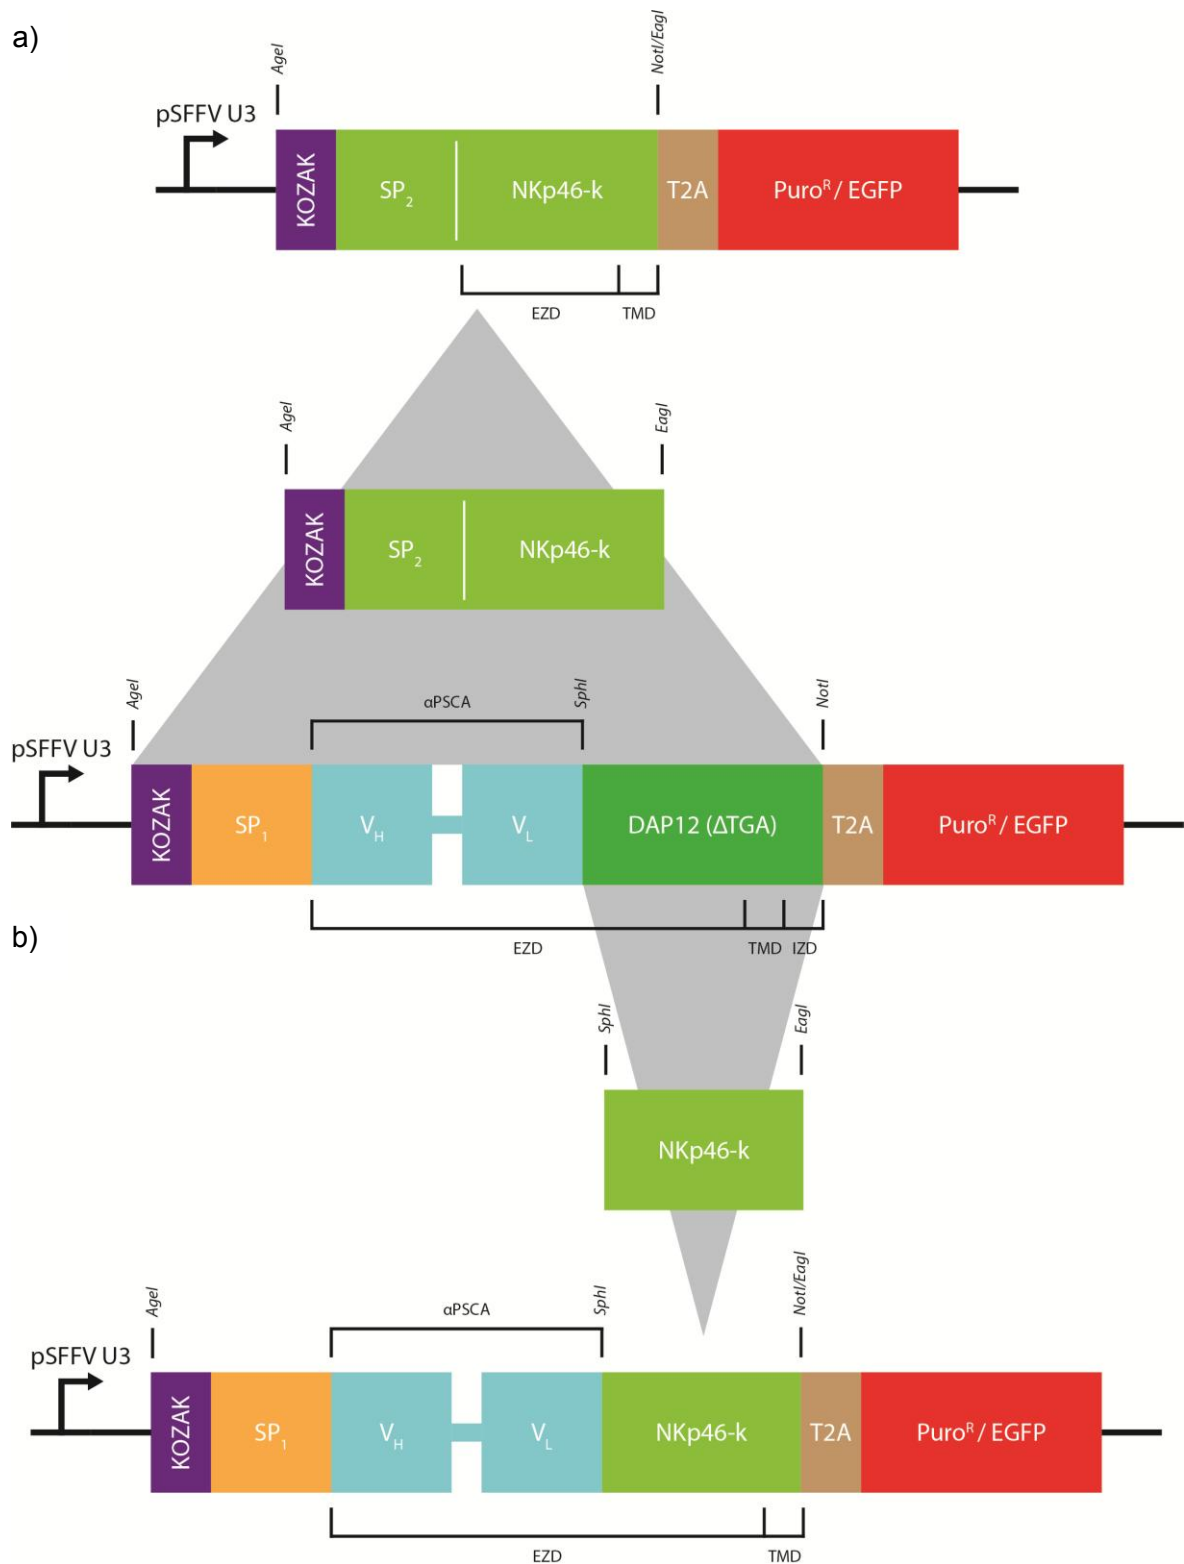 a)
AgeI
NotI/EagI
pSFFV U3
KOZAK
SP2
NKp46-k
T2A
PuroR / EGFP
EZD
TMD
AgeI
EagI
KOZAK
SP2
NKp46-k
AgeI
αPSCA
SphI
NotI
pSFFV U3
KOZAK
SP1
VH
VL
DAP12 (ΔTGA)
T2A
PuroR / EGFP
b)
EZD
TMD
IZD
SphI
EagI
NKp46-k
AgeI
αPSCA
SphI
NotI/EagI
pSFFV U3
KOZAK
SP1
VH
VL
NKp46-k
T2A
PuroR / EGFP
EZD
TMD